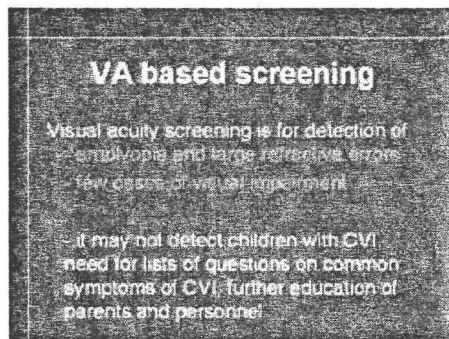 VA based screening
Visual acuity screening is for detection of
- amblyopia and large refractive errors
- few cases of visual impairment
- it may not detect children with CVI,
need for lists of questions on common
symptoms of CVI, further education of
parents and personnel